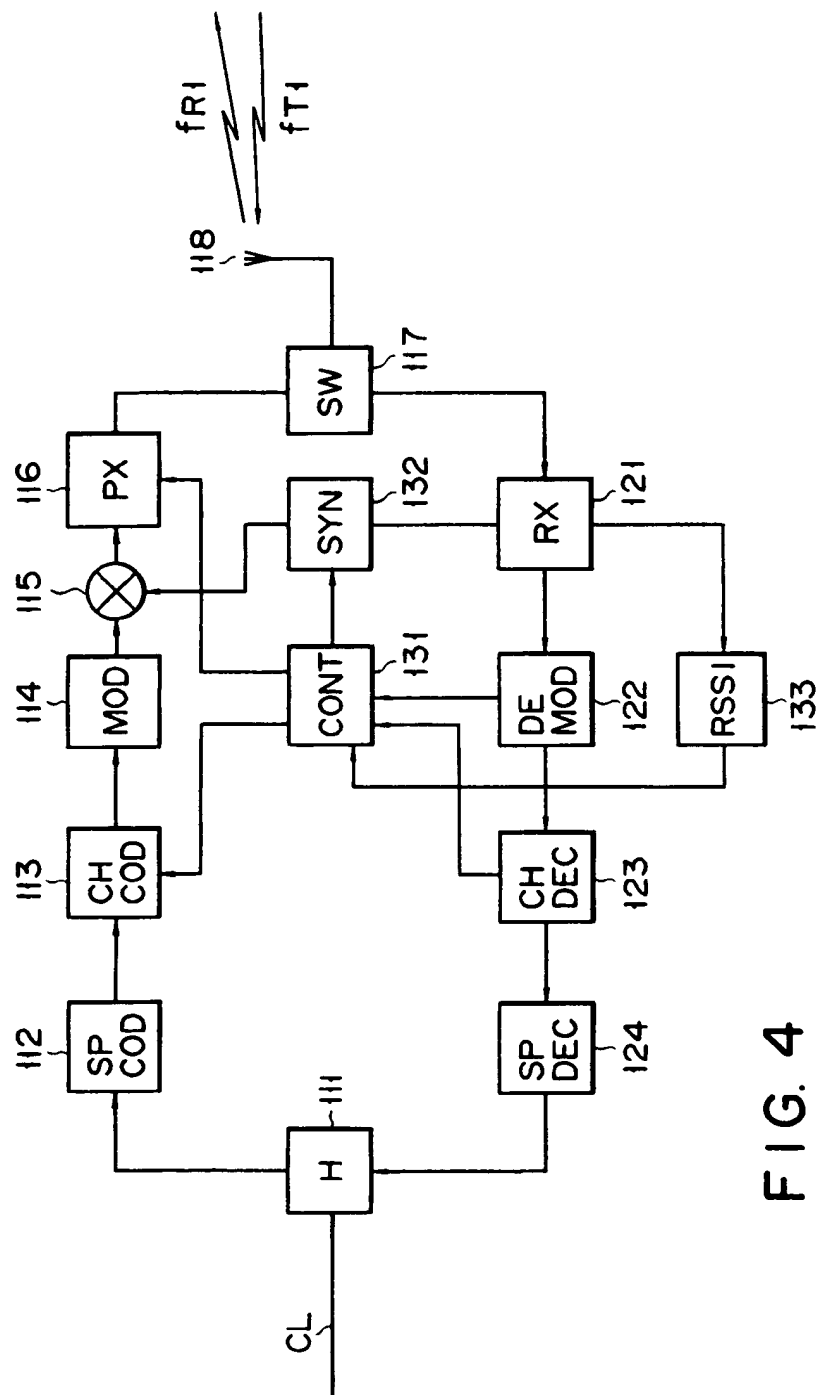 fR1
fT1
118
116
PX
SW
117
115
132
SYN
RX
121
114
MOD
CONT
131
DE
MOD
122
RSSI
133
113
CH
COD
CH
DEC
123
112
SP
COD
SP
DEC
124
111
H
CL
FIG. 4